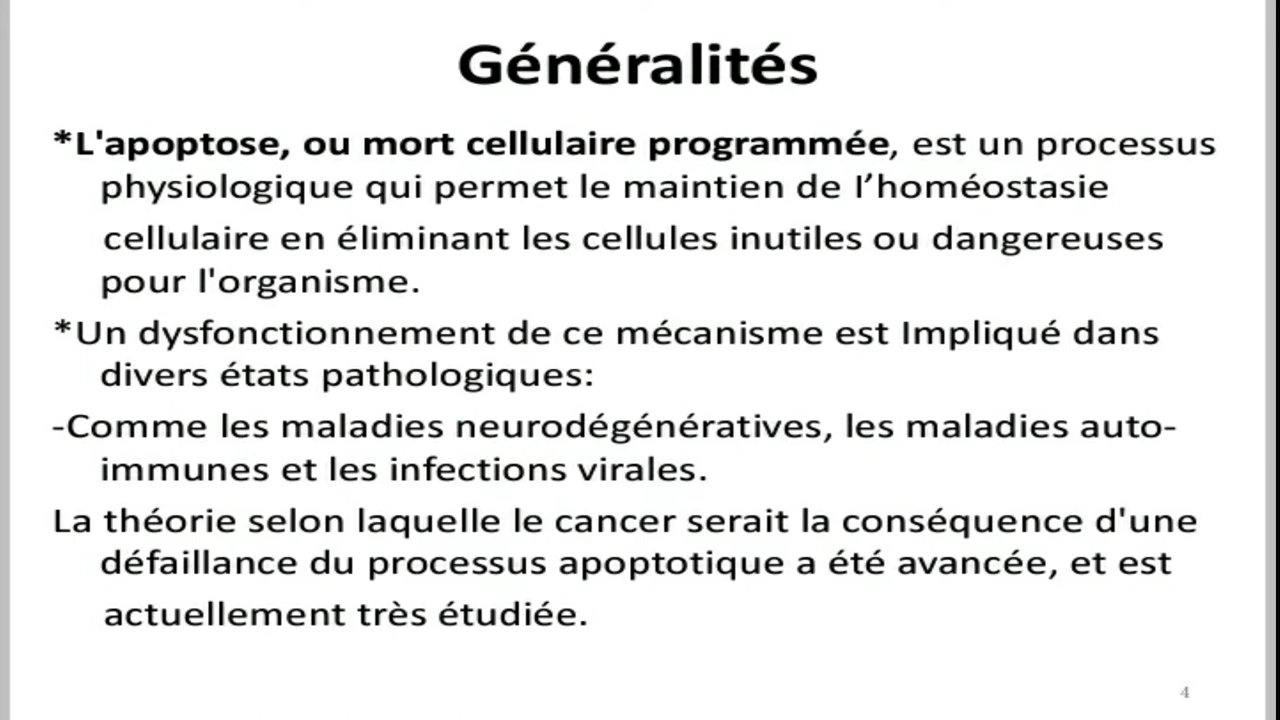 Généralités
*L'apoptose, ou mort cellulaire programmée, est un processus
physiologique qui permet le maintien de I’homéostasie
cellulaire en éliminant les cellules inutiles ou dangereuses
pour l'organisme.
*Un dysfonctionnement de ce mécanisme est Impliqué dans
divers états pathologiques:
-Comme les maladies neurodégénératives, les maladies auto-
immunes et les infections virales.
La théorie selon laquelle le cancer serait la conséquence d'une
défaillance du processus apoptotique a été avancée, et est
actuellement très étudiée.
4